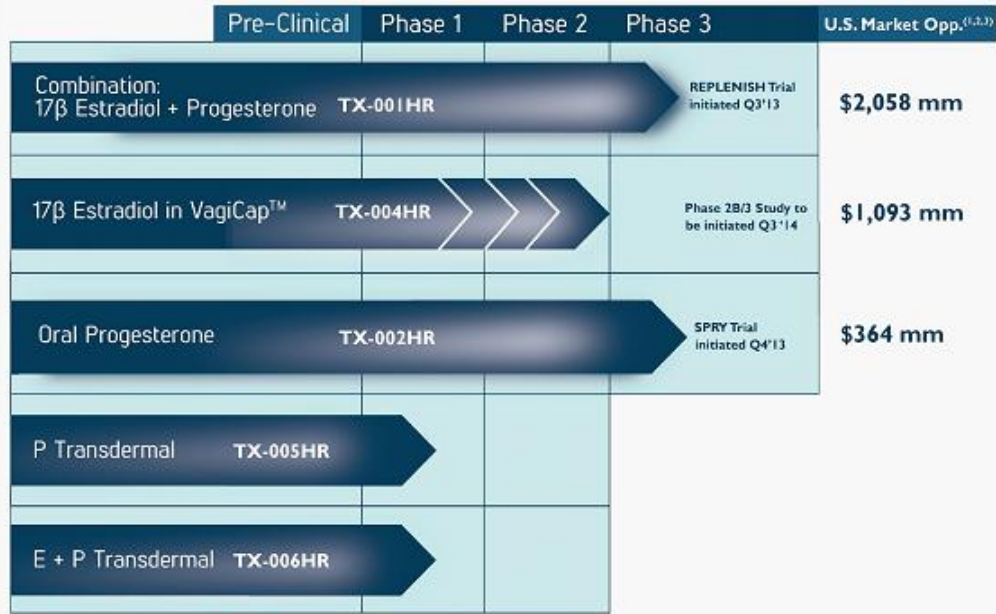 Pre-Clinical Phase 1 Phase 2 Phase 3 U.S. Market Opp.(1,2,3)
Combination:
17β Estradiol + Progesterone TX-001HR
REPLENISH Trial
initiated Q3'13
$2,058 mm
17β Estradiol in VagiCap™ TX-004HR
Phase 2B/3 Study to
be initiated Q3'14
$1,093 mm
Oral Progesterone TX-002HR
SPRY Trial
initiated Q4'13
$364 mm
P Transdermal TX-005HR
E + P Transdermal TX-006HR